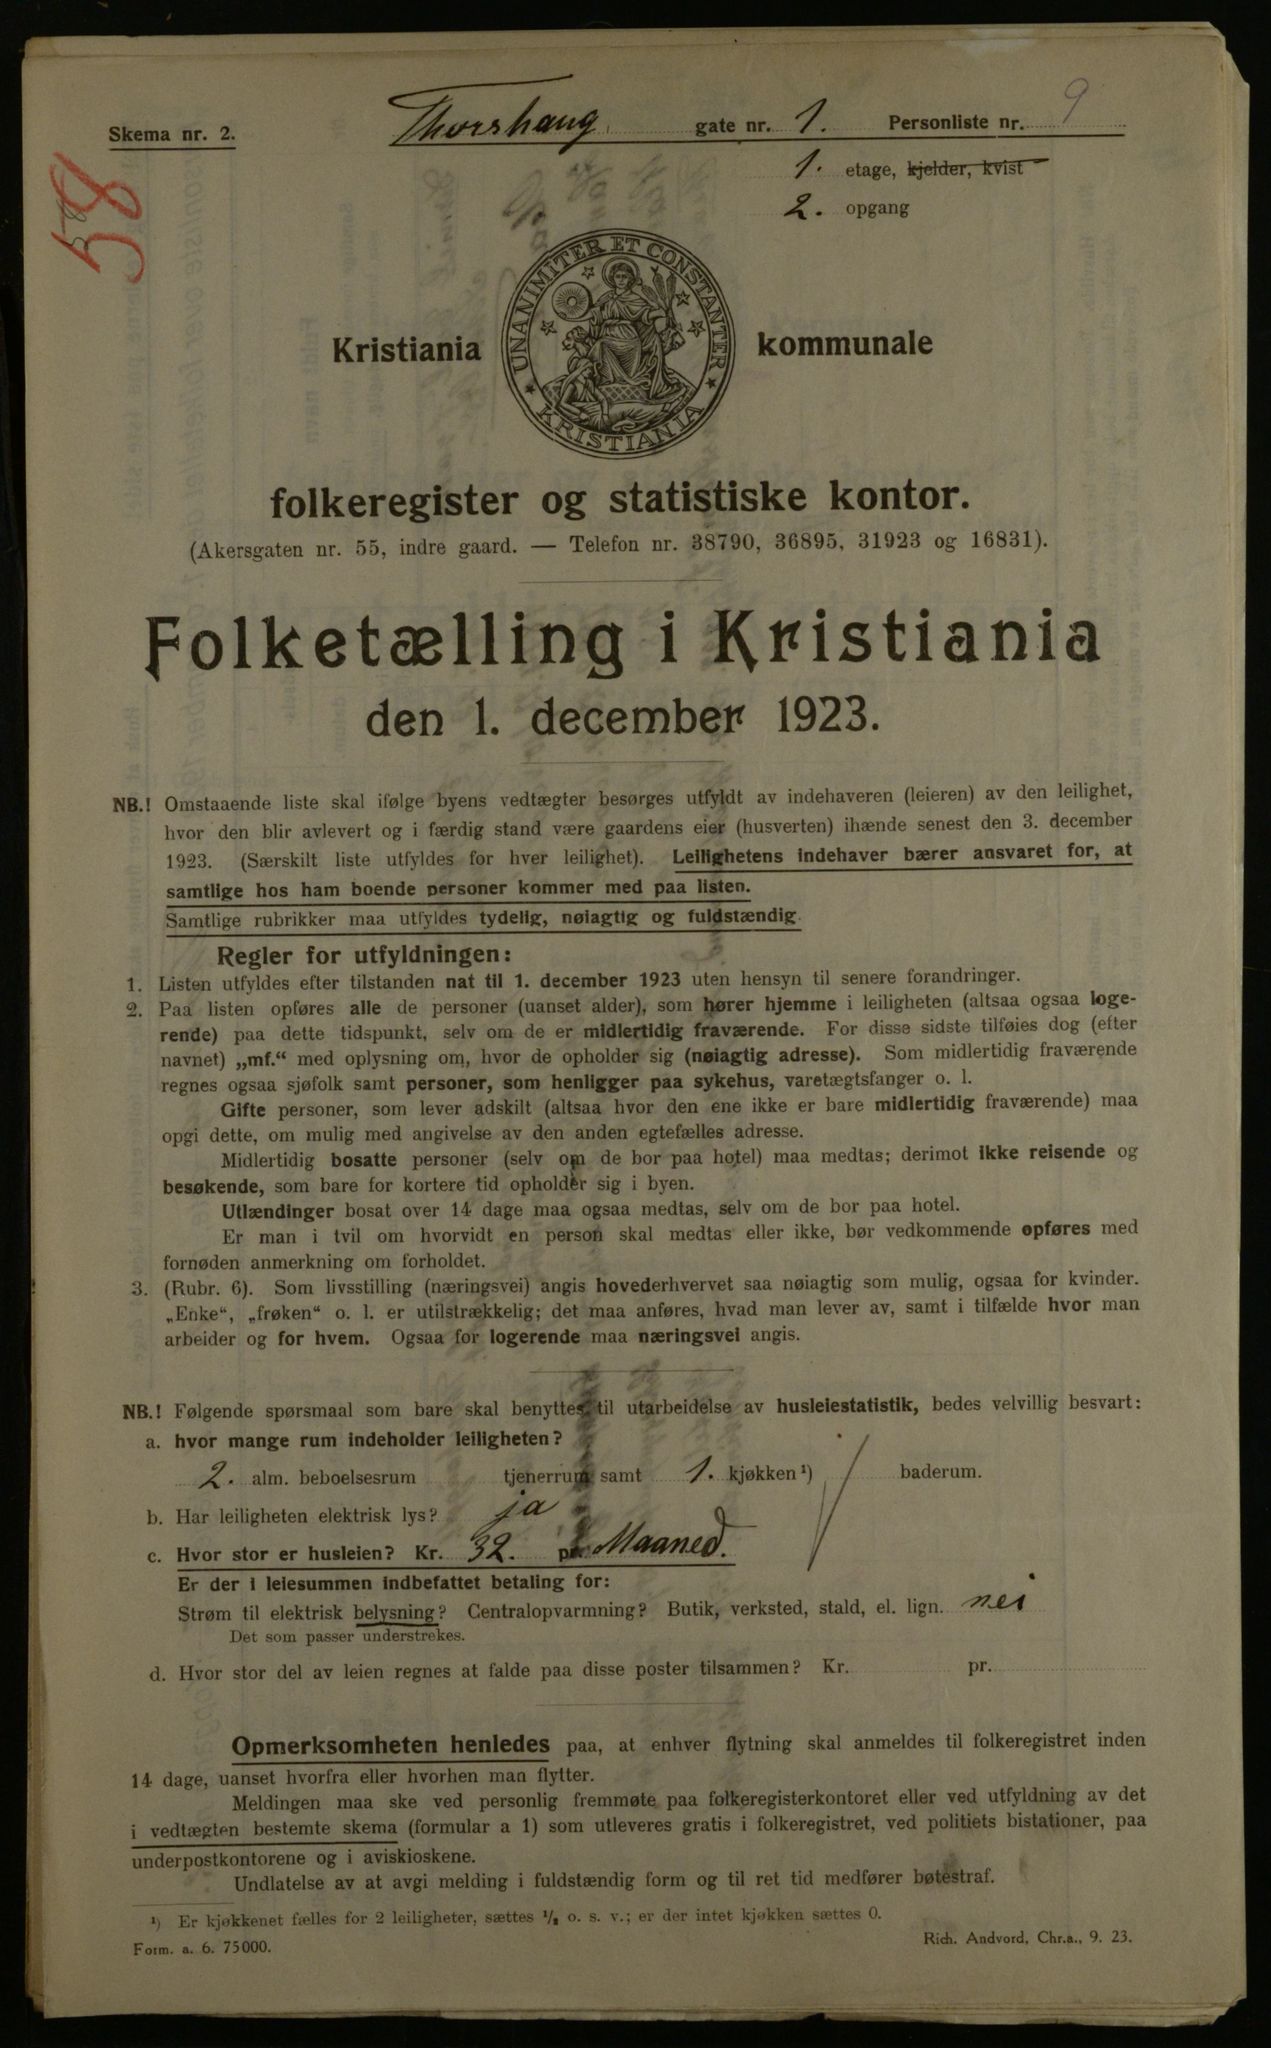 Skema nr. 2.
Thorshaug gate nr. 1. Personliste nr. 9
1. etage, kjelder, kvist
2. opgang
58
58
UNANIMITER ET CONSTANTER
KRISTIANIA
Kristiania kommunale
folkeregister og statistiske kontor.
(Akersgaten nr. 55, indre gaard. — Telefon nr. 38790, 36895, 31923 og 16831).
Folketælling i Kristiania
den 1. december 1923.
NB.! Omstaaende liste skal ifølge byens vedtægter besørges utfyldt av indehaveren (leieren) av den leilighet,
hvor den blir avlevert og i færdig stand være gaardens eier (husverten) ihænde senest den 3. december
1923. (Særskilt liste utfyldes for hver leilighet). Leilighetens indehaver bærer ansvaret for, at
samtlige hos ham boende personer kommer med paa listen.
Samtlige rubrikker maa utfyldes tydelig, nøiagtig og fuldstændig.
Regler for utfyldningen:
1. Listen utfyldes efter tilstanden nat til 1. december 1923 uten hensyn til senere forandringer.
2. Paa listen opføres alle de personer (uanset alder), som hører hjemme i leiligheten (altsaa ogsaa loge-
rende) paa dette tidspunkt, selv om de er midlertidig fraværende. For disse sidste tilføies dog (efter
navnet) „mf.“ med oplysning om, hvor de opholder sig (nøiagtig adresse). Som midlertidig fraværende
regnes ogsaa sjøfolk samt personer, som henligger paa sykehus, varetægtsfanger o. l.
Gifte personer, som lever adskilt (altsaa hvor den ene ikke er bare midlertidig fraværende) maa
opgi dette, om mulig med angivelse av den anden egtefælles adresse.
Midlertidig bosatte personer (selv om de bor paa hotel) maa medtas; derimot ikke reisende og
besøkende, som bare for kortere tid opholder sig i byen.
Utlændinger bosat over 14 dage maa ogsaa medtas, selv om de bor paa hotel.
Er man i tvil om hvorvidt en person skal medtas eller ikke, bør vedkommende opføres med
fornøden anmerkning om forholdet.
3. (Rubr. 6). Som livsstilling (næringsvei) angis hovederhvervet saa nøiagtig som mulig, ogsaa for kvinder.
„Enke“, „frøken“ o. l. er utilstrækkelig; det maa anføres, hvad man lever av, samt i tilfælde hvor man
arbeider og for hvem. Ogsaa for logerende maa næringsvei angis.
NB.! Følgende spørsmaal som bare skal benyttes til utarbeidelse av husleiestatistik, bedes velvillig besvart:
a. hvor mange rum indeholder leiligheten?
2. alm. beboelsesrum tjenerrum samt 1. kjøkken¹) / baderum.
b. Har leiligheten elektrisk lys? ja
c. Hvor stor er husleien? Kr. 32. pr. Maaned.
Er der i leiesummen indbefattet betaling for:
Strøm til elektrisk belysning? Centralopvarmning? Butik, verksted, stald, el. lign. nei
Det som passer understrekes.
d. Hvor stor del av leien regnes at falde paa disse poster tilsammen? Kr. pr.
Opmerksomheten henledes paa, at enhver flytning skal anmeldes til folkeregistret inden
14 dage, uanset hvorfra eller hvorhen man flytter.
Meldingen maa ske ved personlig fremmøte paa folkeregisterkontoret eller ved utfyldning av det
i vedtægten bestemte skema (formular a 1) som utleveres gratis i folkeregistret, ved politiets bistationer, paa
underpostkontorene og i aviskioskene.
Undlatelse av at avgi melding i fuldstændig form og til ret tid medfører bøtestraf.
¹) Er kjøkkenet fælles for 2 leiligheter, sættes ½ o. s. v.; er der intet kjøkken sættes 0.
Form. a. 6. 75000.
Rich. Andvord, Chr.a., 9. 23.